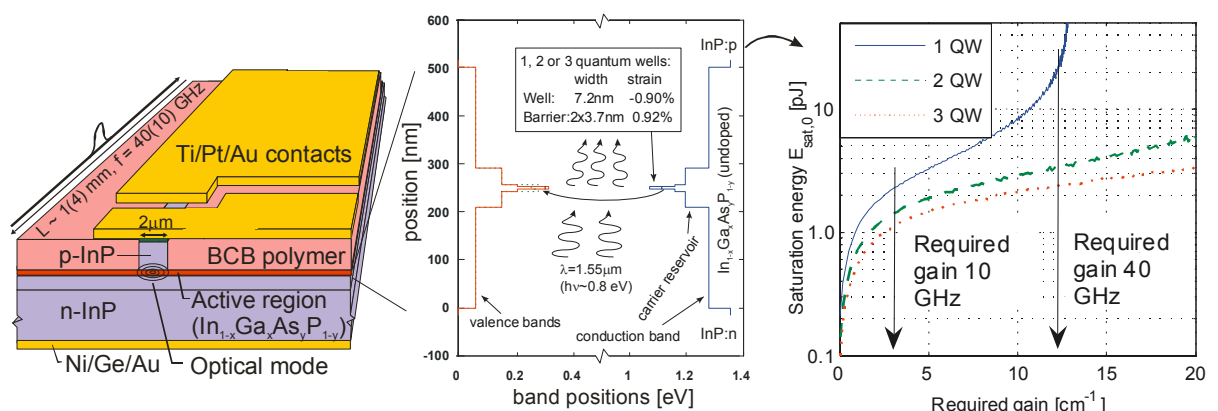 L ~ 1(4) mm, f = 40(10) GHz
Ti/Pt/Au contacts
2μm
p-InP
BCB polymer
n-InP
Active region
(In1-xGaxAsyP1-y)
Ni/Ge/Au
Optical mode
position [nm]
600
500
400
300
200
100
0
-100
InP:p
1, 2 or 3 quantum wells:
width strain
Well: 7.2nm -0.90%
Barrier:2x3.7nm 0.92%
In1-xGaxAsyP1-y (undoped)
λ=1.55μm
(hν~0.8 eV)
carrier reservoir
valence bands
conduction band
InP:n
0 0.2 0.4 1 1.2 1.4
band positions [eV]
Saturation energy Esat,0 [pJ]
10
1.0
0.1
1 QW
2 QW
3 QW
Required
gain 10
GHz
Required
gain 40
GHz
0 5 10 15 20
Required gain [cm-1]